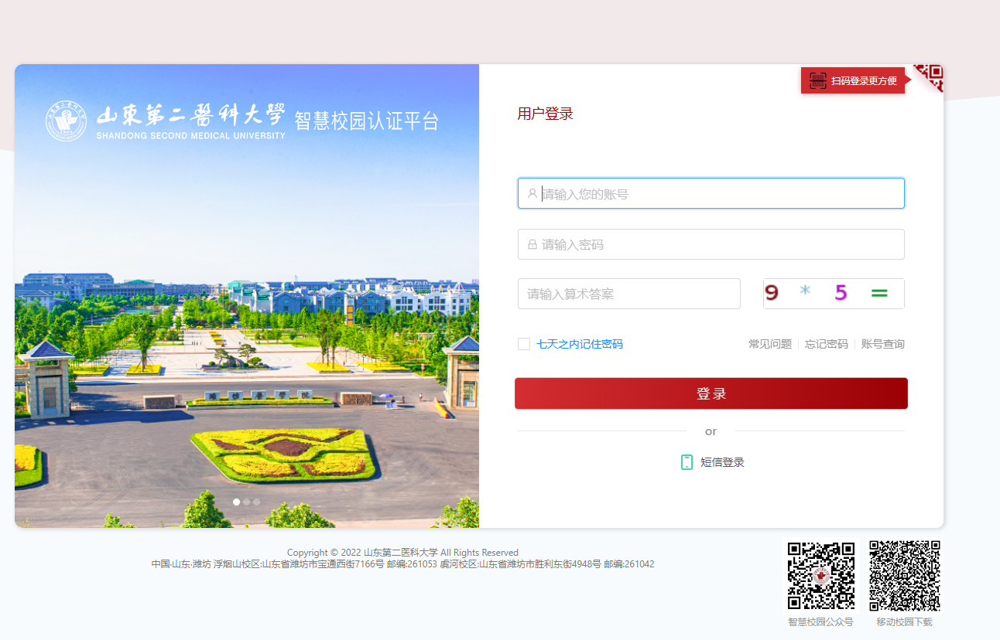 扫码登录更方便
山東第二醫科大學 智慧校园认证平台
SHANDONG SECOND MEDICAL UNIVERSITY
用户登录
请输入您的账号
请输入密码
请输入算术答案
9 * 5 =
七天之内记住密码
常见问题 忘记密码 账号查询
登录
or
短信登录
Copyright © 2022 山东第二医科大学 All Rights Reserved
中国·山东·潍坊 浮烟山校区:山东省潍坊市宝通西街7166号 邮编:261053 虞河校区:山东省潍坊市胜利东街4948号 邮编:261042
智慧校园公众号
移动校园下载